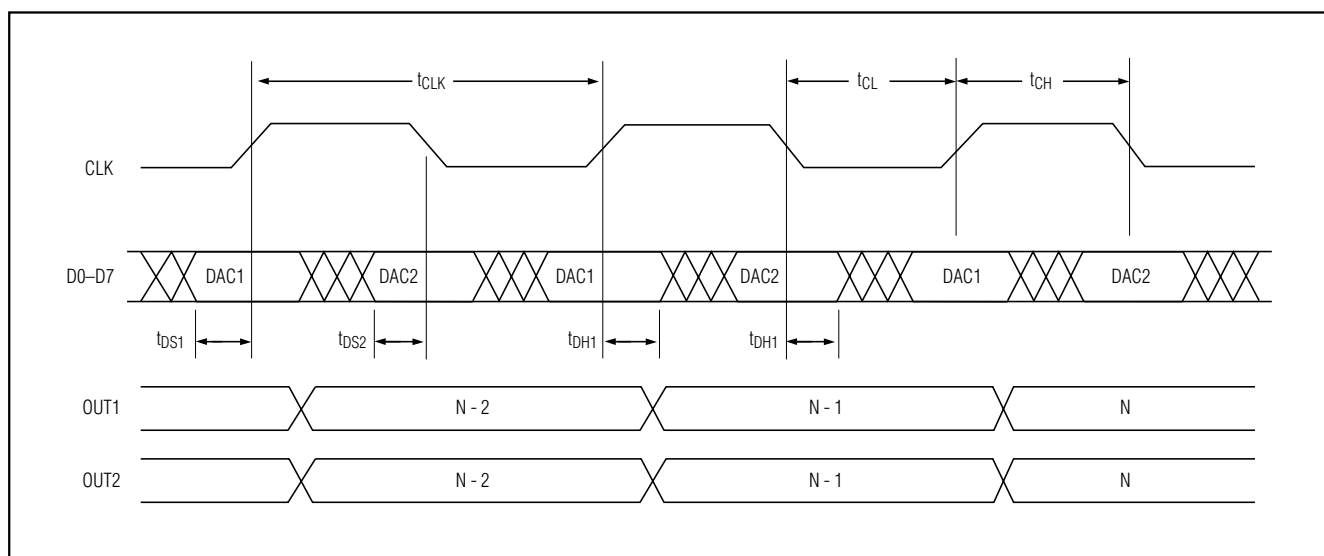 tCLK tCL tCH
CLK
D0–D7 DAC1 DAC2 DAC1 DAC2 DAC1 DAC2
tDS1 tDS2 tDH1 tDH1
OUT1 N - 2 N - 1 N
OUT2 N - 2 N - 1 N